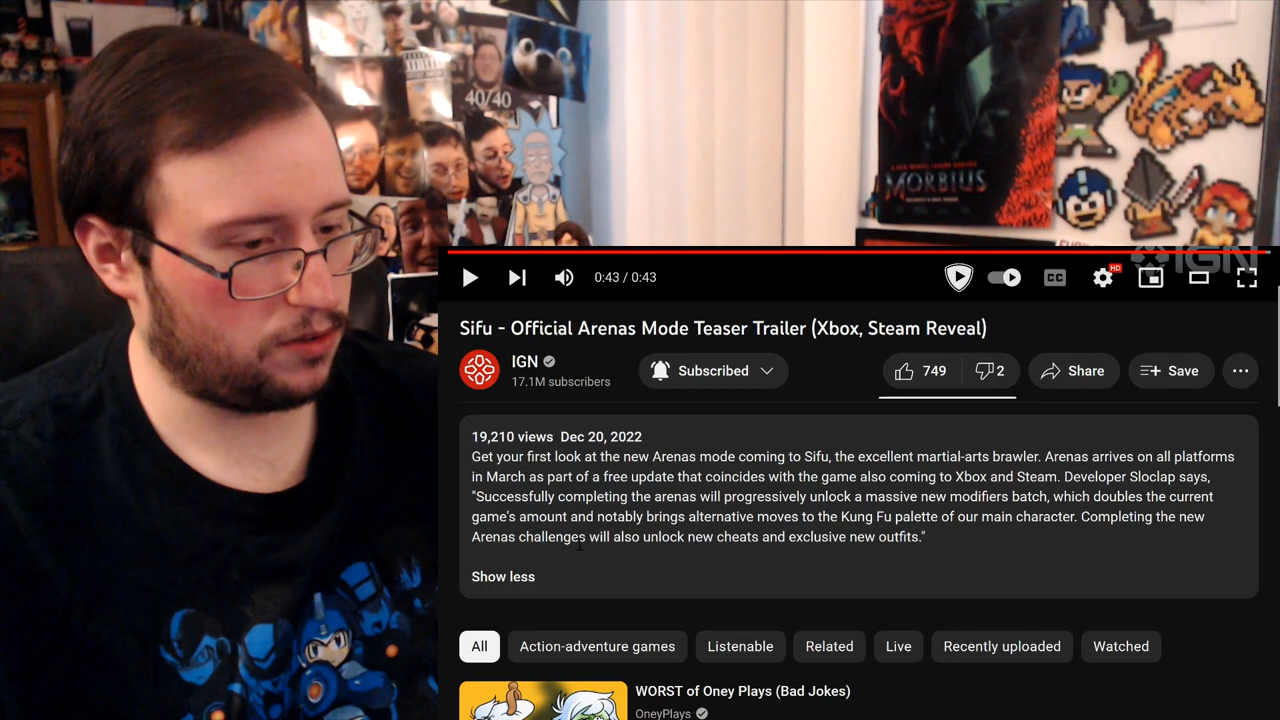 40/40
MORBIUS
IGN
0:43 / 0:43
CC
HD
Sifu - Official Arenas Mode Teaser Trailer (Xbox, Steam Reveal)
IGN
17.1M subscribers
Subscribed
749
2
Share
Save
19,210 views Dec 20, 2022
Get your first look at the new Arenas mode coming to Sifu, the excellent martial-arts brawler. Arenas arrives on all platforms
in March as part of a free update that coincides with the game also coming to Xbox and Steam. Developer Sloclap says,
"Successfully completing the arenas will progressively unlock a massive new modifiers batch, which doubles the current
game's amount and notably brings alternative moves to the Kung Fu palette of our main character. Completing the new
Arenas challenges will also unlock new cheats and exclusive new outfits."
Show less
All
Action-adventure games
Listenable
Related
Live
Recently uploaded
Watched
WORST of Oney Plays (Bad Jokes)
OneyPlays